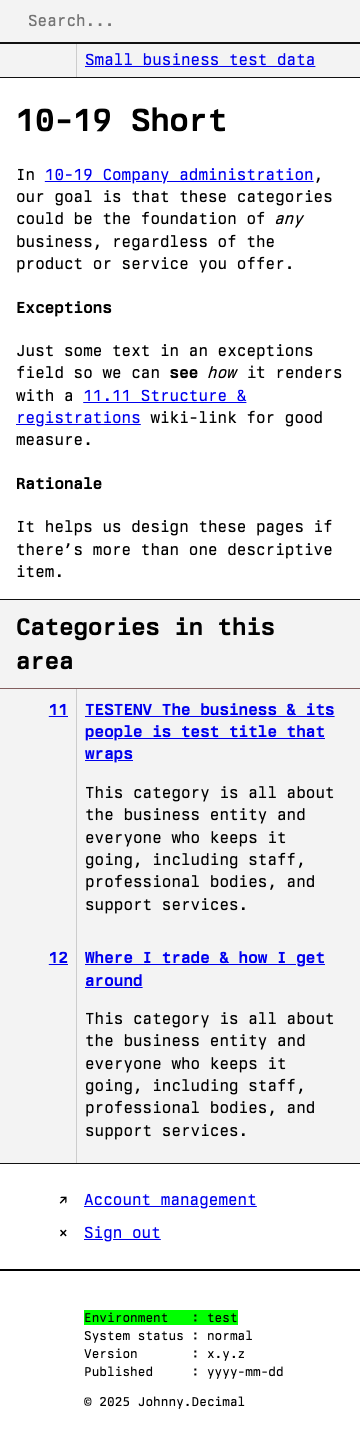 Search...
Small business test data
10-19 Short
In 10-19 Company administration,
our goal is that these categories
could be the foundation of any
business, regardless of the
product or service you offer.
Exceptions
Just some text in an exceptions
field so we can see how it renders
with a 11.11 Structure &
registrations wiki-link for good
measure.
Rationale
It helps us design these pages if
there’s more than one descriptive
item.
Categories in this
area
11 TESTENV The business & its
people is test title that
wraps
This category is all about
the business entity and
everyone who keeps it
going, including staff,
professional bodies, and
support services.
12 Where I trade & how I get
around
This category is all about
the business entity and
everyone who keeps it
going, including staff,
professional bodies, and
support services.
↗ Account management
× Sign out
Environment : test
System status : normal
Version : x.y.z
Published : yyyy-mm-dd
© 2025 Johnny.Decimal